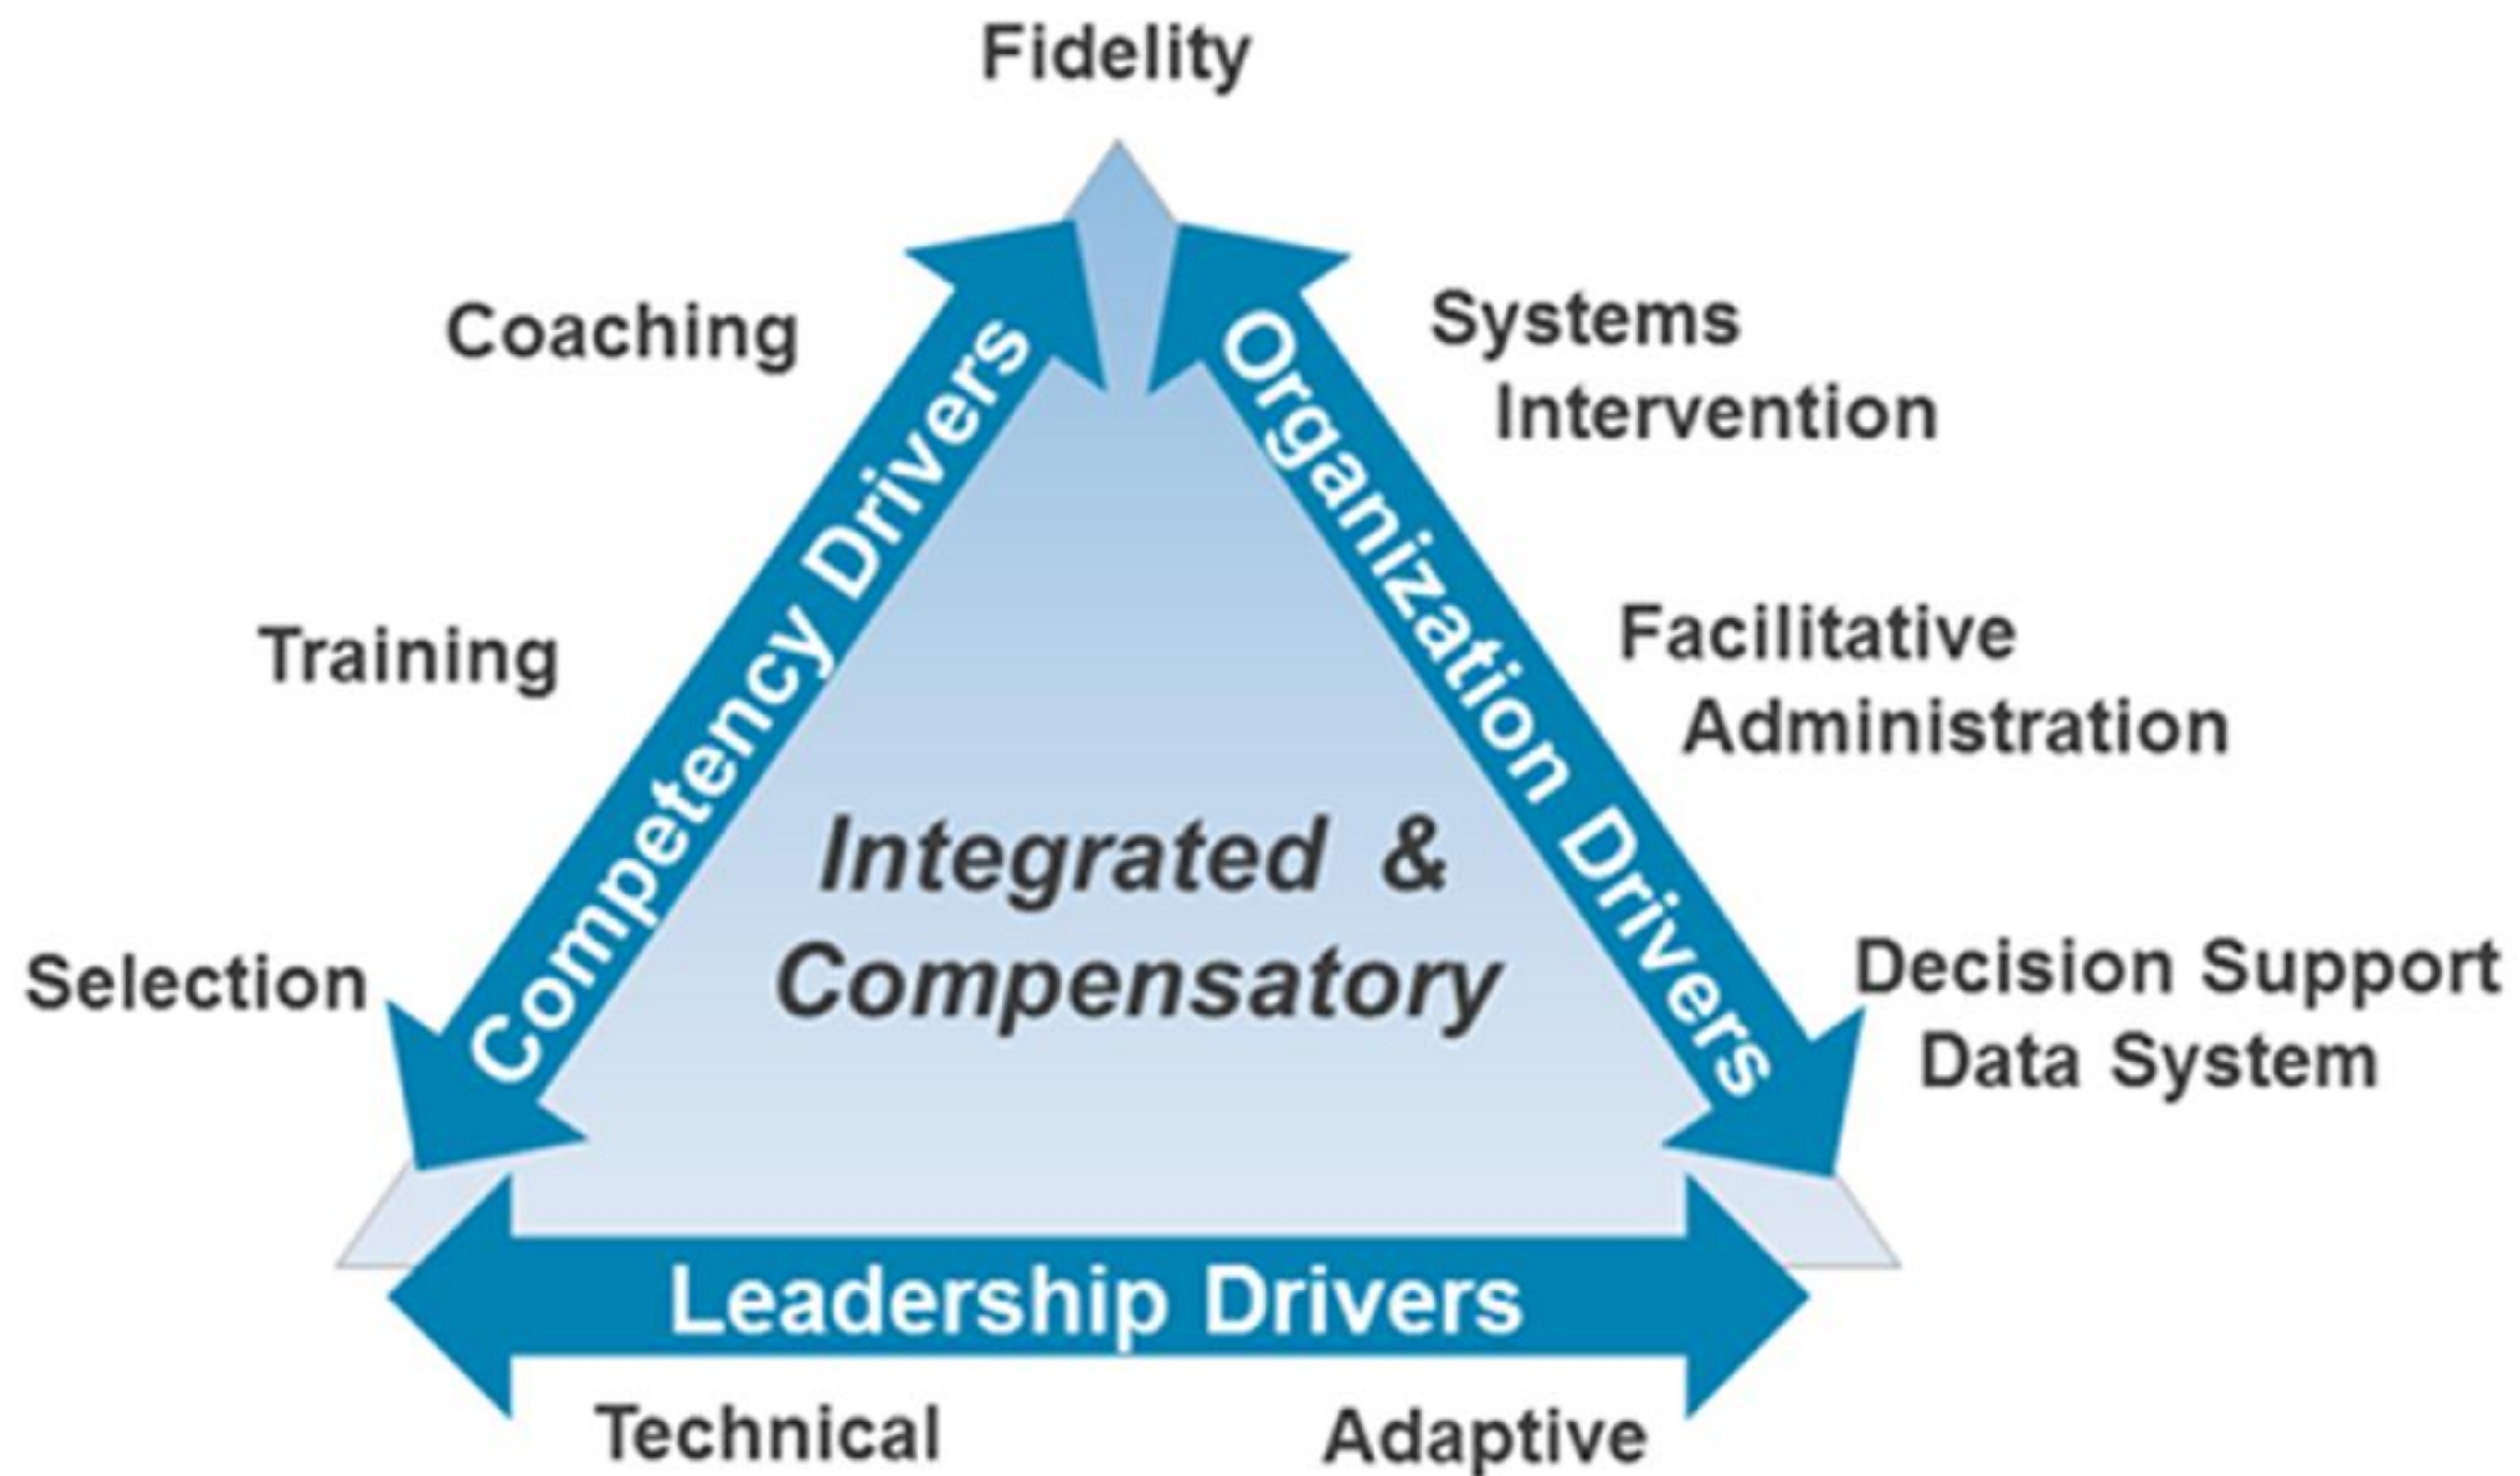 Fidelity
Coaching
Systems
Intervention
Competency Drivers
Organization Drivers
Training
Facilitative
Administration
Integrated &
Compensatory
Selection
Decision Support
Data System
Leadership Drivers
Technical
Adaptive